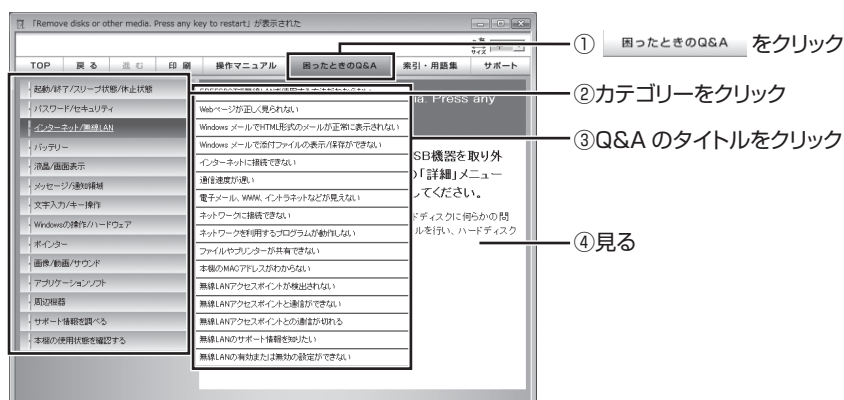 「Remove disks or other media. Press any key to restart」が表示された
文字
サイズ
TOP 戻る 進む 印刷 操作マニュアル 困ったときのQ&A 索引・用語集 サポート
起動/終了/スリープ状態/休止状態
パスワード/セキュリティ
インターネット/無線LAN
バッテリー
液晶/画面表示
メッセージ/通知領域
文字入力/キー操作
Windowsの操作/ハードウェア
ポインター
画像/動画/サウンド
アプリケーションソフト
周辺機器
サポート情報を調べる
本機の使用状態を確認する
Webページが正しく見られない
Windows メールでHTML形式のメールが正常に表示されない
Windows メールで添付ファイルの表示/保存ができない
インターネットに接続できない
通信速度が遅い
電子メール、WWW、イントラネットなどが見えない
ネットワークに接続できない
ネットワークを利用するプログラムが動作しない
ファイルやプリンターが共有できない
本機のMACアドレスがわからない
無線LANアクセスポイントが検出されない
無線LANアクセスポイントと通信ができない
無線LANアクセスポイントとの通信が切れる
無線LANのサポート情報を知りたい
無線LANの有効または無効の設定ができない
ia. Press any
SB機器を取り外
の「詳細」メニュー
してください。
ドディスクに何らかの問
ルを行い、ハードディスク
① 困ったときのQ&A をクリック
②カテゴリーをクリック
③Q&A のタイトルをクリック
④見る